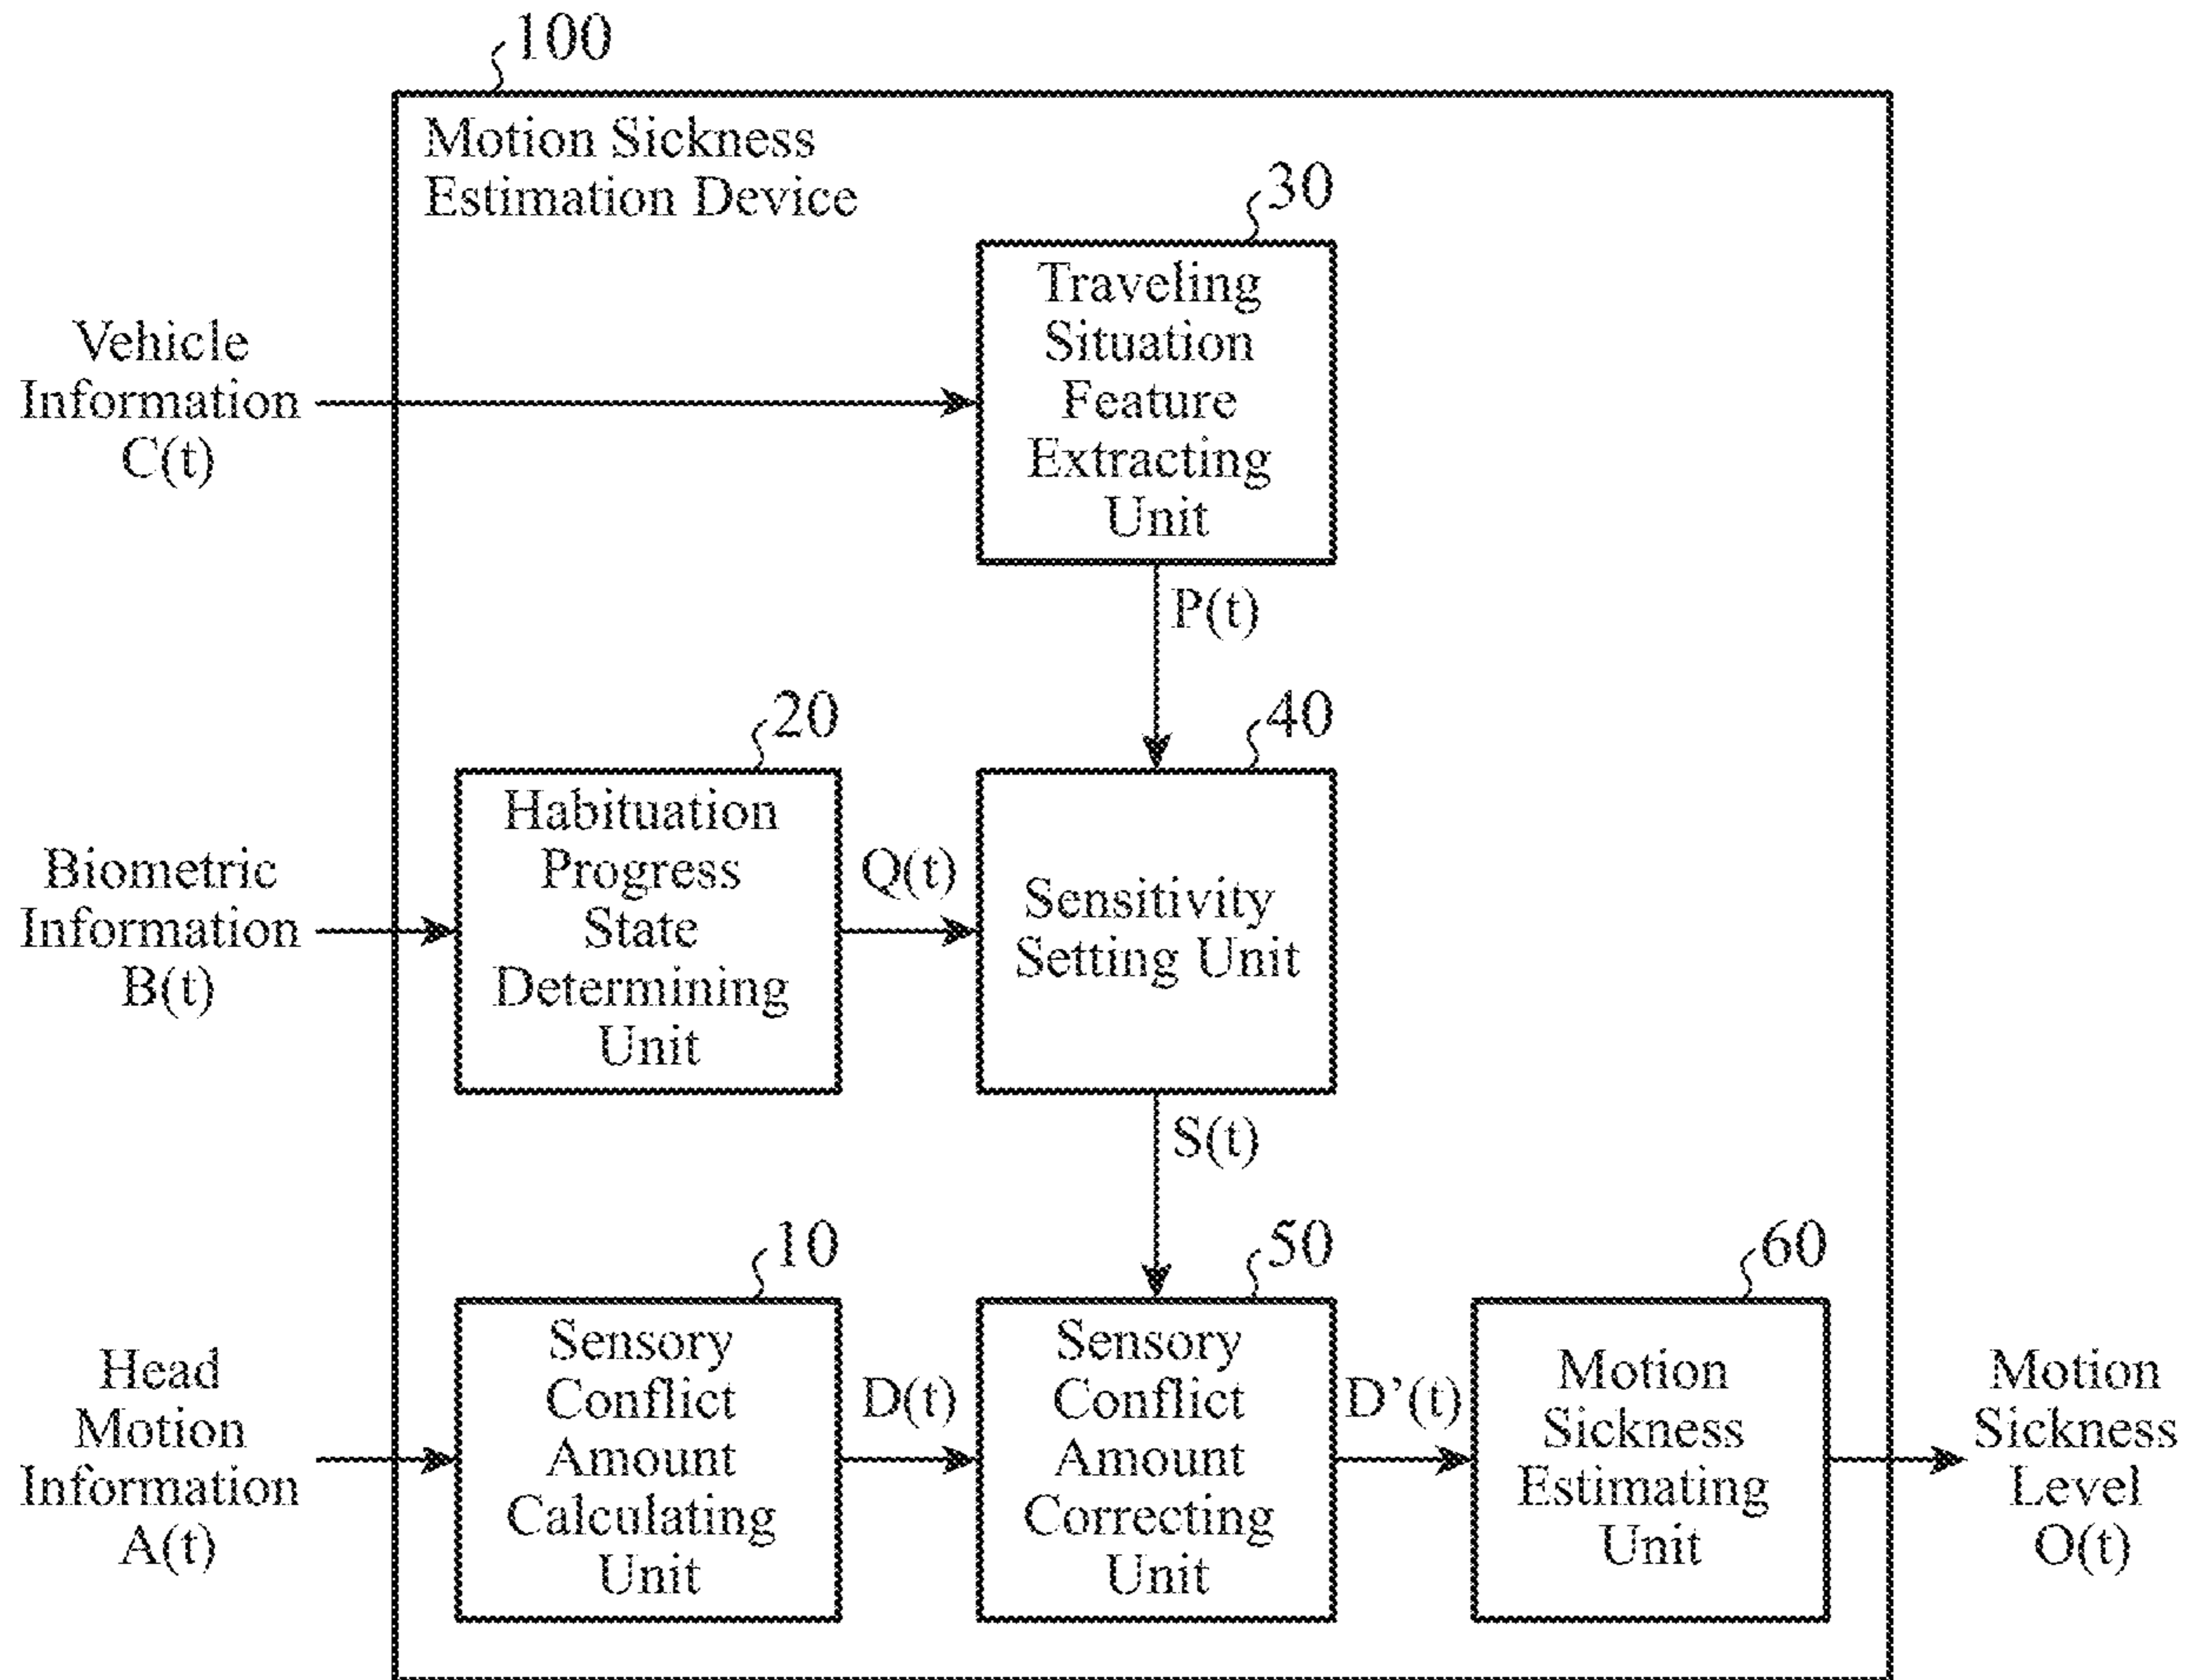 100
Motion Sickness
Estimation Device
30
Traveling
Situation
Feature
Extracting
Unit
Vehicle
Information
C(t)
P(t)
20
40
Habituation
Progress
State
Determining
Unit
Biometric
Information
B(t)
Q(t)
Sensitivity
Setting Unit
S(t)
10
50
60
Head
Motion
Information
A(t)
Sensory
Conflict
Amount
Calculating
Unit
D(t)
Sensory
Conflict
Amount
Correcting
Unit
D’(t)
Motion
Sickness
Estimating
Unit
Motion
Sickness
Level
O(t)